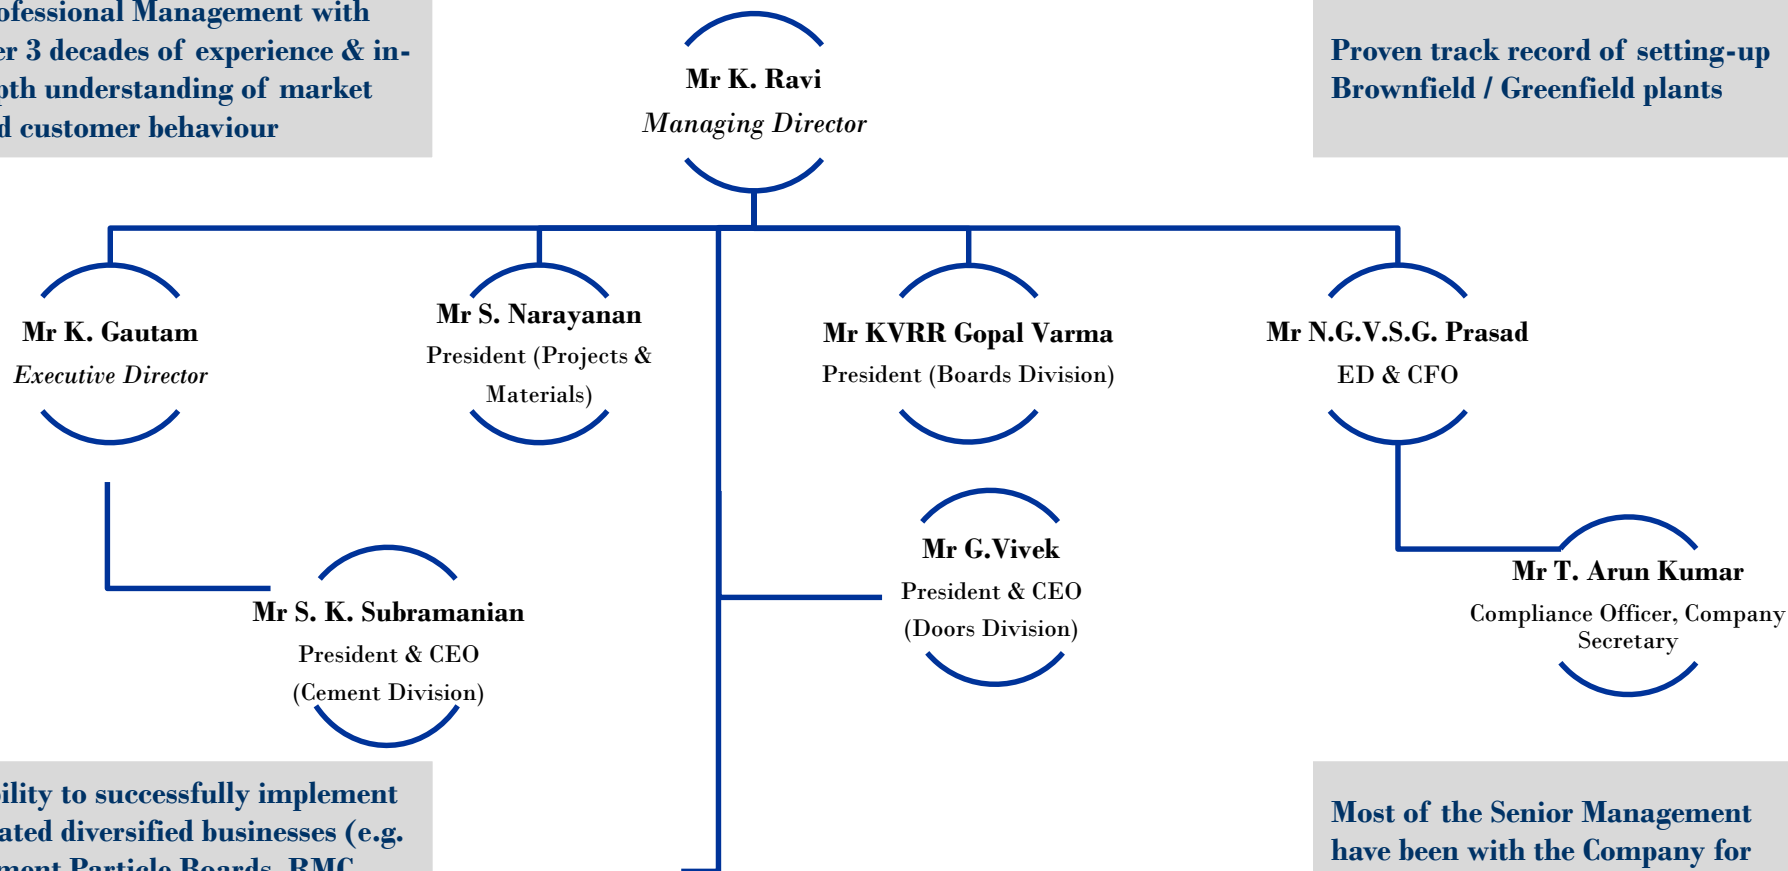 ofessional Management with
er 3 decades of experience & in-
pth understanding of market
d customer behaviour
Mr K. Ravi
Managing Director
Proven track record of setting-up
Brownfield / Greenfield plants
Mr K. Gautam
Executive Director
Mr S. Narayanan
President (Projects &
Materials)
Mr KVRR Gopal Varma
President (Boards Division)
Mr N.G.V.S.G. Prasad
ED & CFO
Mr S. K. Subramanian
President & CEO
(Cement Division)
Mr G.Vivek
President & CEO
(Doors Division)
Mr T. Arun Kumar
Compliance Officer, Company
Secretary
ility to successfully implement
ated diversified businesses (e.g.
ment Particle Boards, RMC
Most of the Senior Management
have been with the Company for